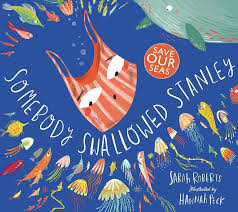 SAVE
OUR
SEAS
SOMEBODY SWALLOWED STANLEY
SARAH ROBERTS
Illustrated by
HANNAH PECK